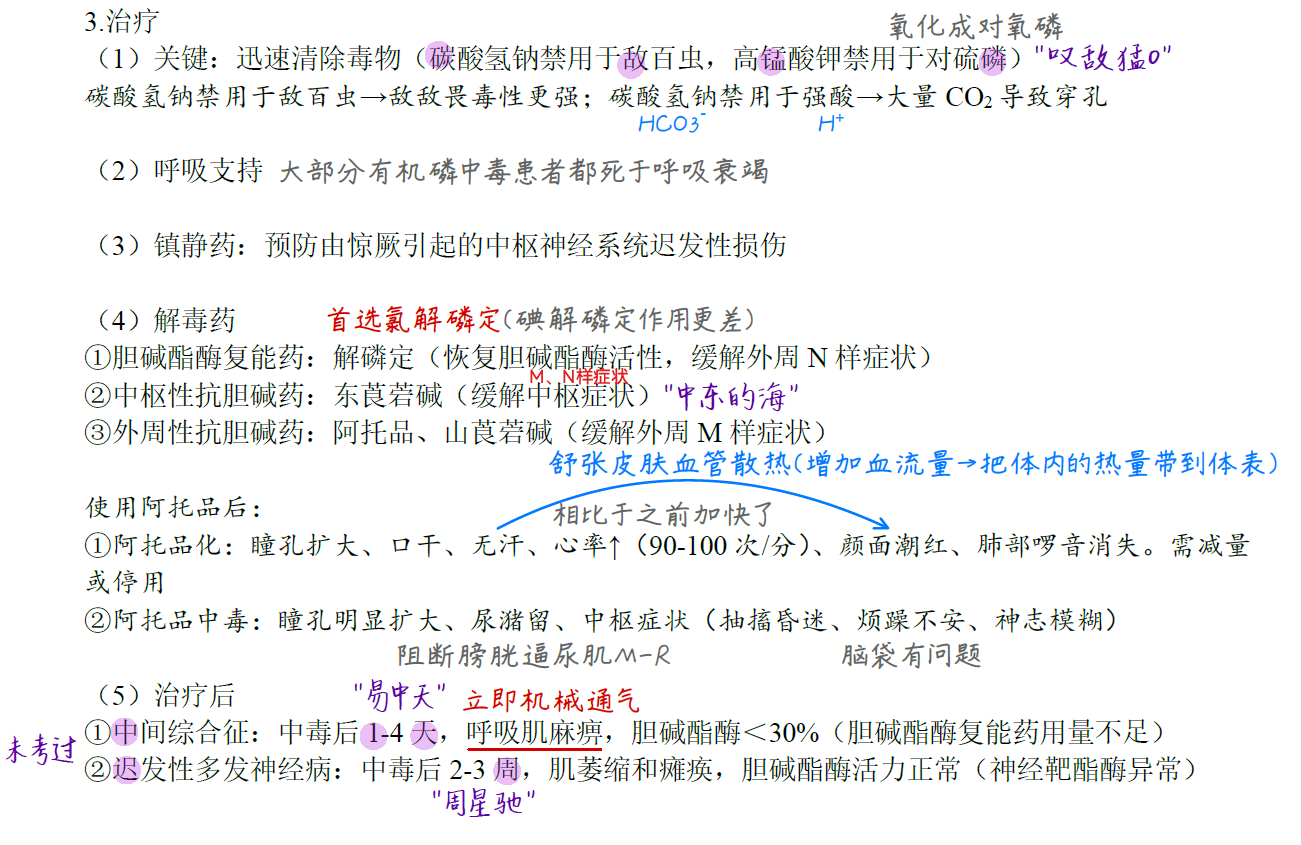 3.治疗
氧化成对氧磷
（1）关键：迅速清除毒物（碳酸氢钠禁用于敌百虫，高锰酸钾禁用于对硫磷）"叹敌猛0"
碳酸氢钠禁用于敌百虫→敌敌畏毒性更强；碳酸氢钠禁用于强酸→大量 CO₂ 导致穿孔
HCO3⁻ H⁺
（2）呼吸支持 大部分有机磷中毒患者都死于呼吸衰竭
（3）镇静药：预防由惊厥引起的中枢神经系统迟发性损伤
（4）解毒药 首选氯解磷定(碘解磷定作用更差)
①胆碱酯酶复能药：解磷定（恢复胆碱酯酶活性，缓解外周 N 样症状）
M、N样症状
②中枢性抗胆碱药：东莨菪碱（缓解中枢症状）"中东的海"
③外周性抗胆碱药：阿托品、山莨菪碱（缓解外周 M 样症状）
舒张皮肤血管散热(增加血流量→把体内的热量带到体表)
使用阿托品后：
相比于之前加快了
①阿托品化：瞳孔扩大、口干、无汗、心率↑（90-100 次/分）、颜面潮红、肺部啰音消失。需减量
或停用
②阿托品中毒：瞳孔明显扩大、尿潴留、中枢症状（抽搐昏迷、烦躁不安、神志模糊）
阻断膀胱逼尿肌M-R 脑袋有问题
（5）治疗后 "易中天" 立即机械通气
①中间综合征：中毒后 1-4 天，呼吸肌麻痹，胆碱酯酶＜30%（胆碱酯酶复能药用量不足）
未考过
②迟发性多发神经病：中毒后 2-3 周，肌萎缩和瘫痪，胆碱酯酶活力正常（神经靶酯酶异常）
"周星驰"